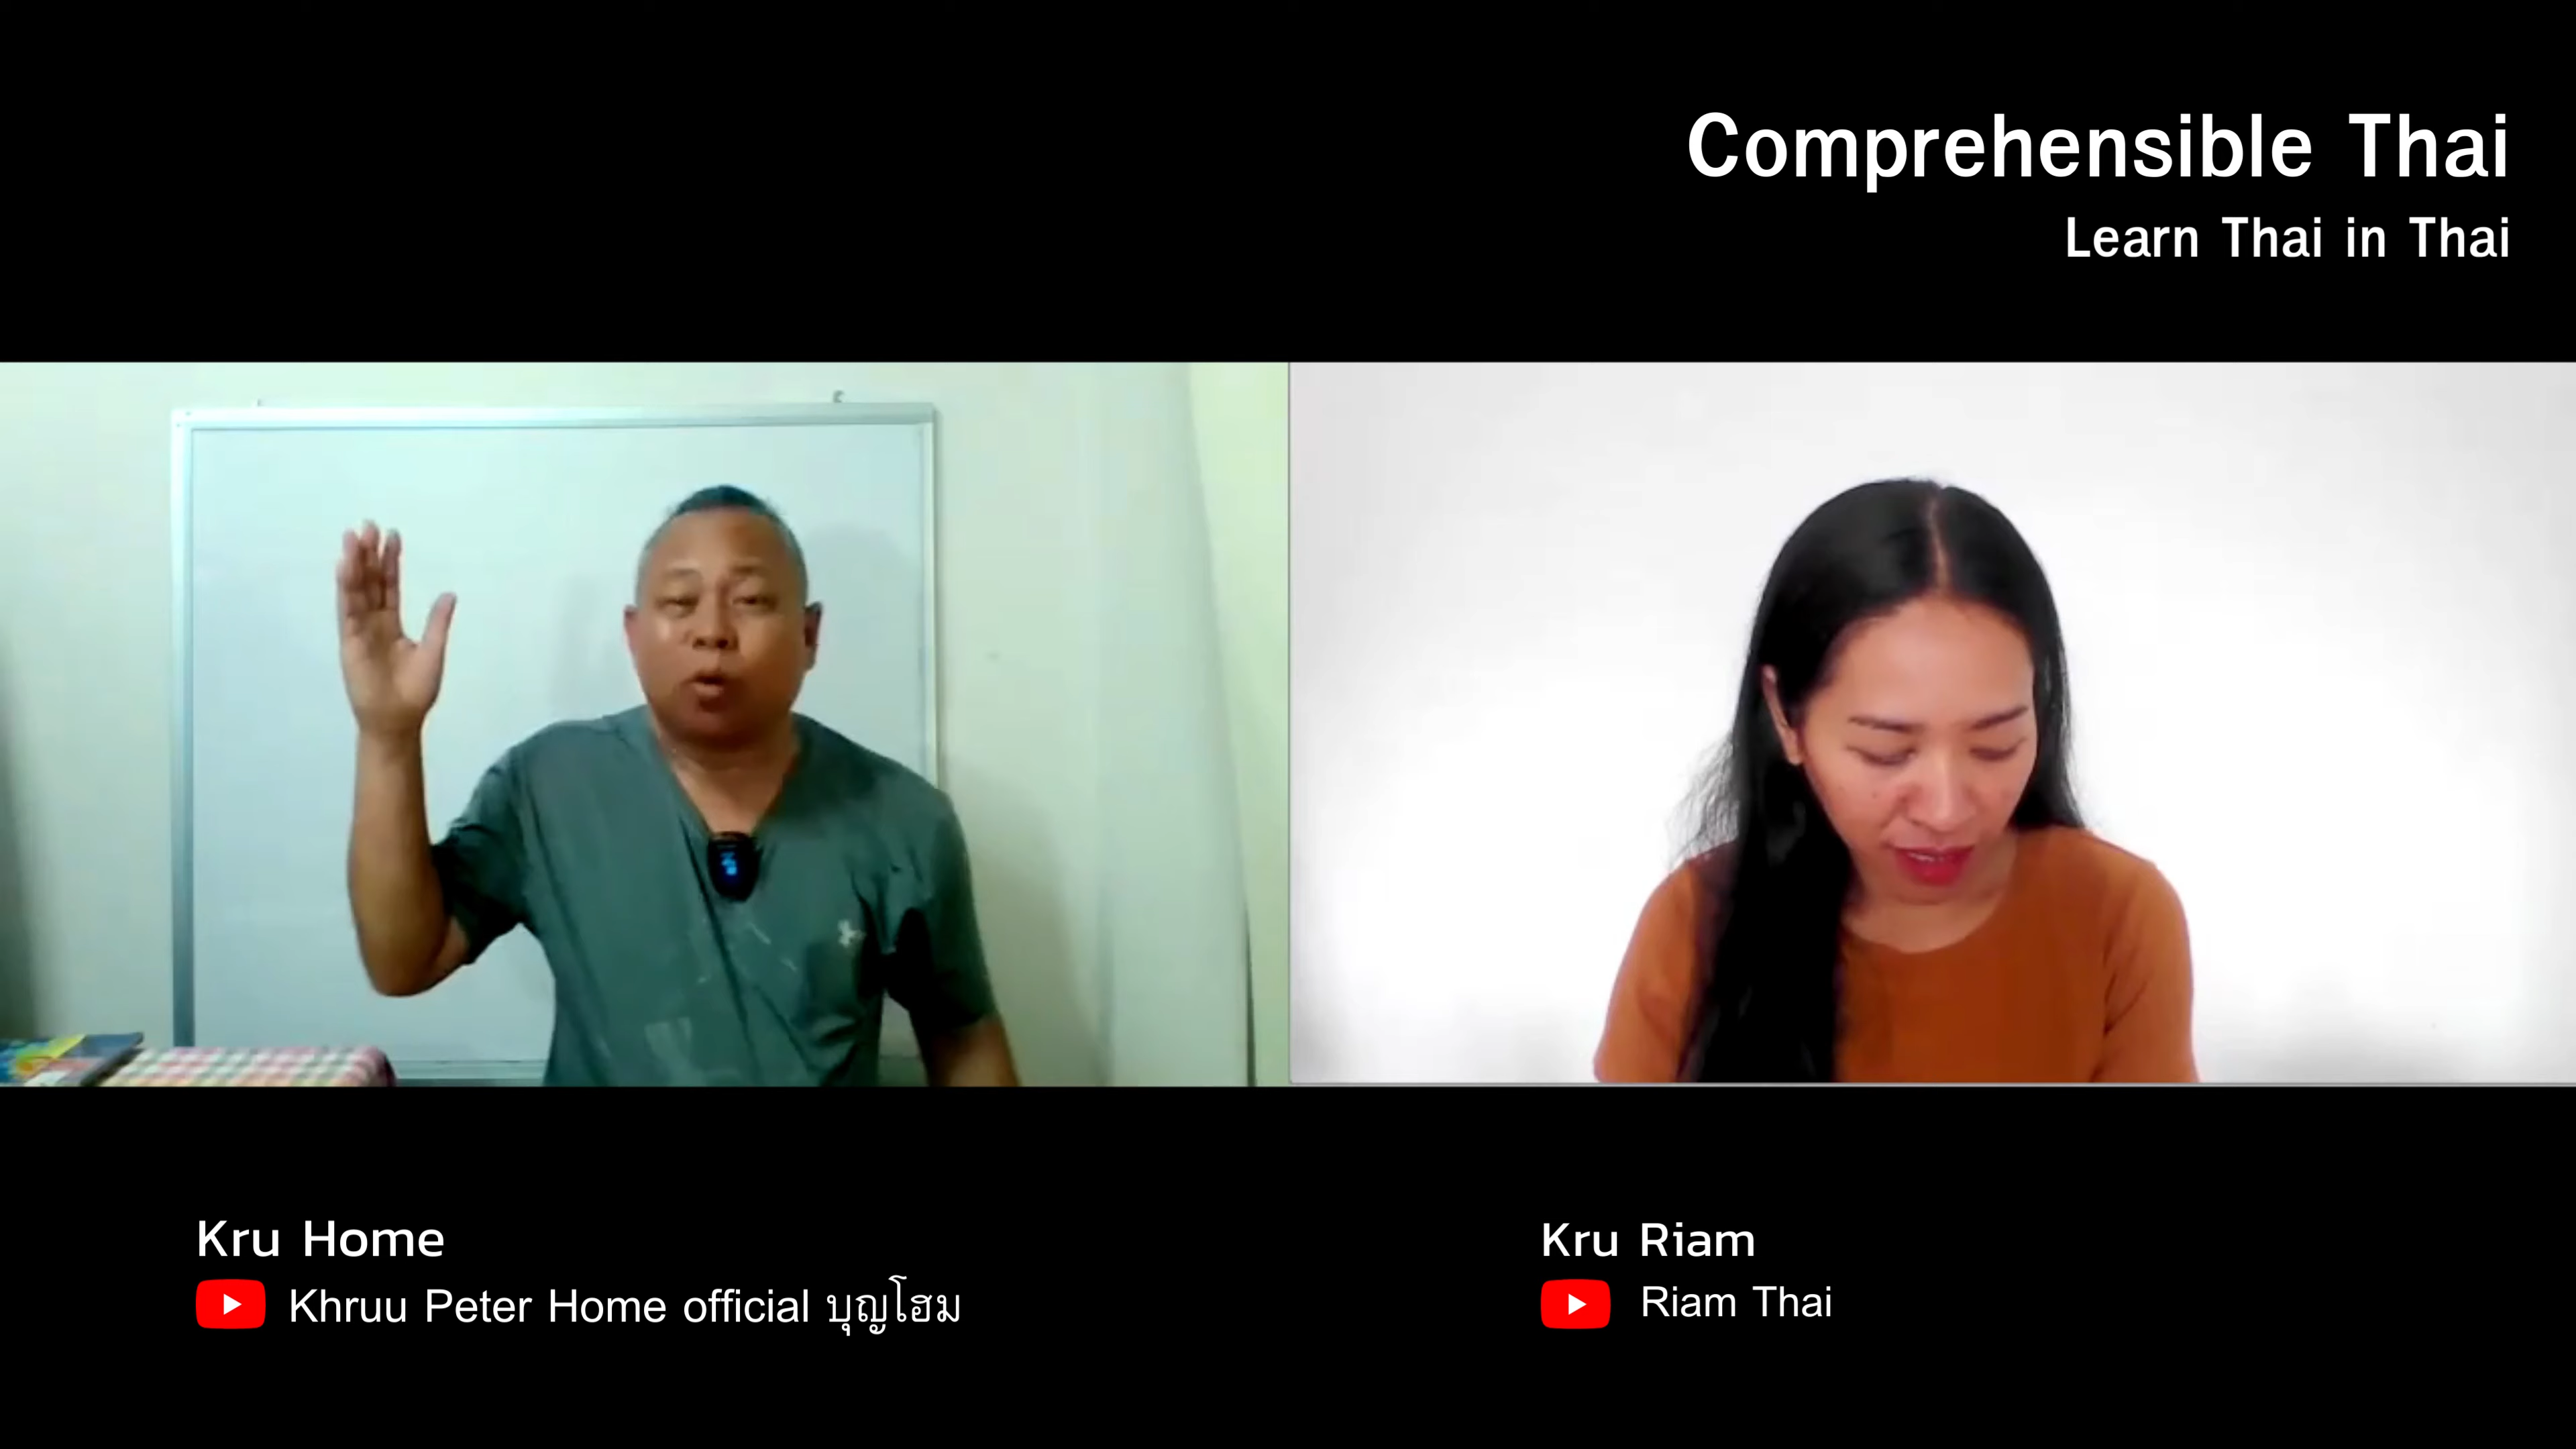 Comprehensible Thai
Learn Thai in Thai
Kru Home
Khruu Peter Home official บุญโฮม
Kru Riam
Riam Thai